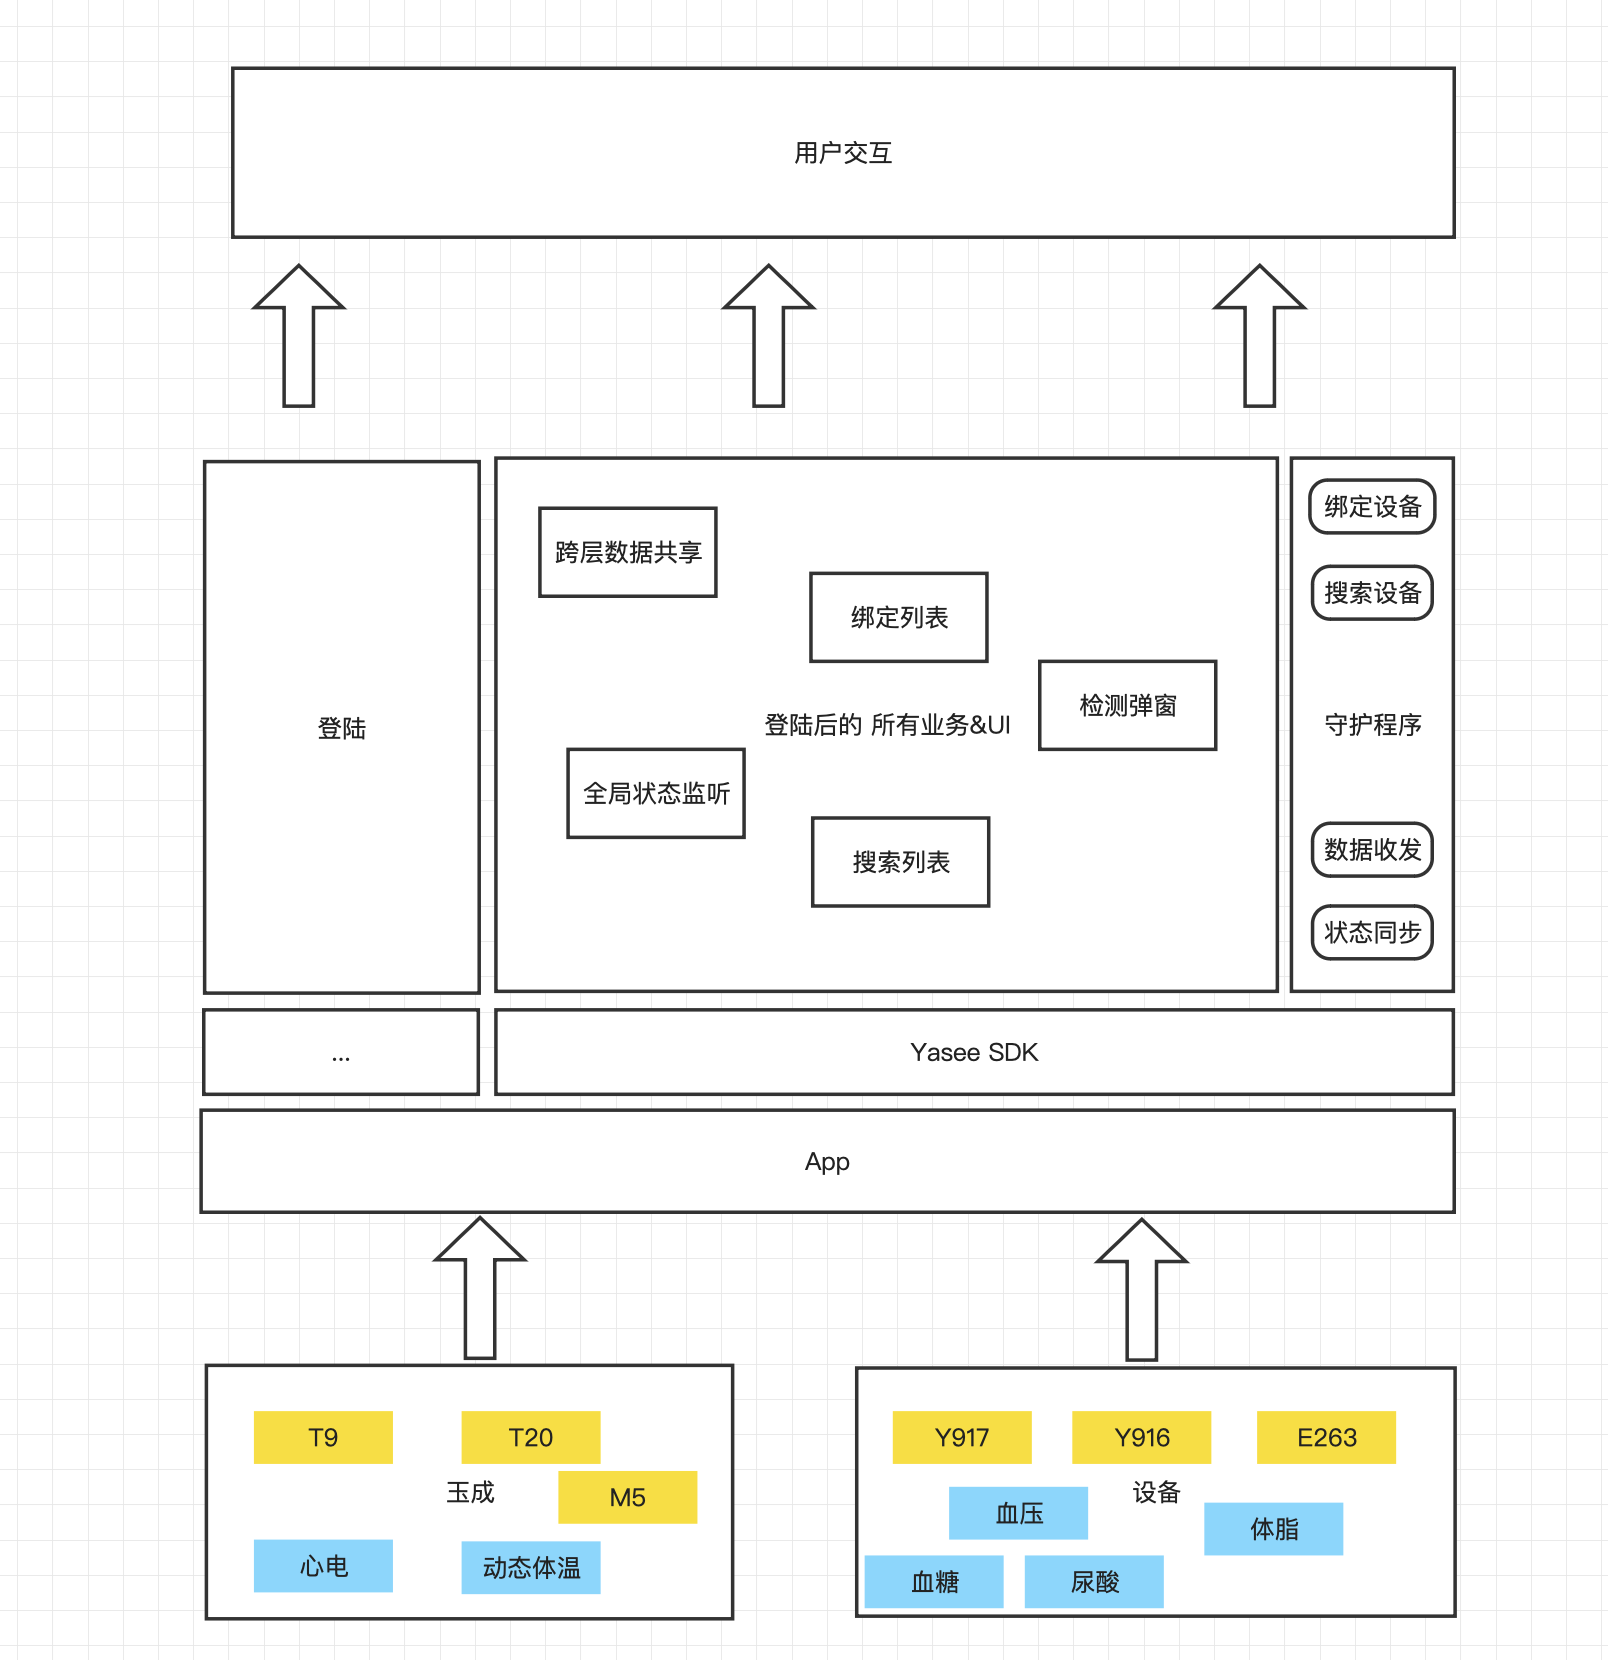 用户交互
登陆
跨层数据共享
绑定列表
检测弹窗
登陆后的 所有业务&UI
全局状态监听
搜索列表
绑定设备
搜索设备
守护程序
数据收发
状态同步
...
Yasee SDK
App
T9
T20
玉成
M5
心电
动态体温
Y917
Y916
E263
设备
血压
体脂
血糖
尿酸